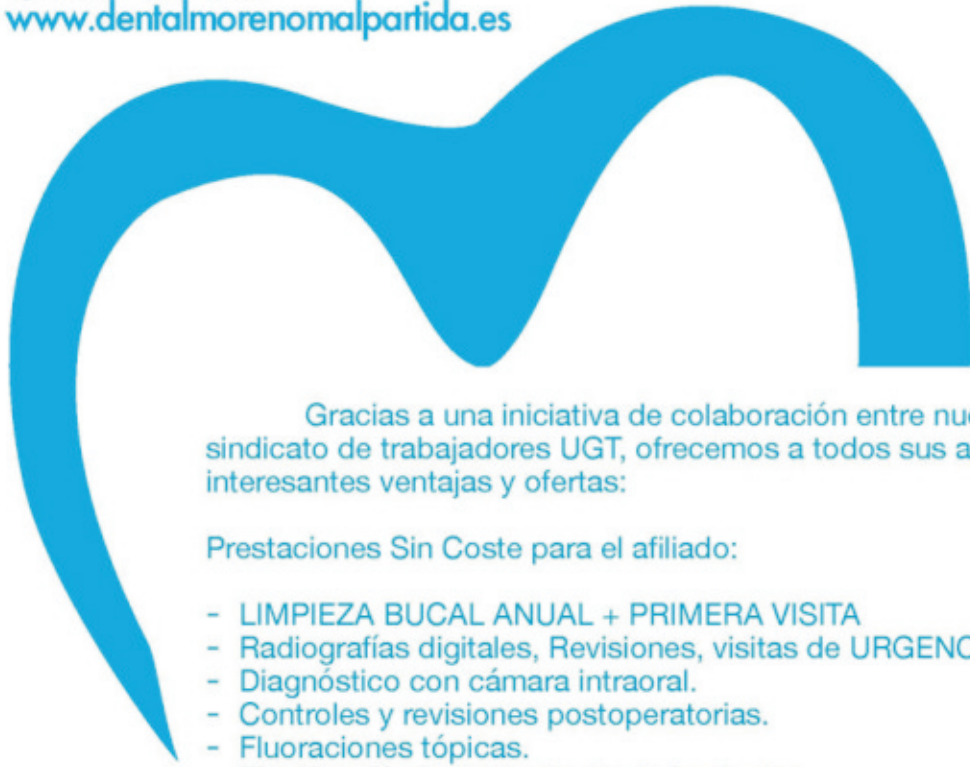 www.dentalmorenomalpartida.es
Gracias a una iniciativa de colaboración entre
sindicato de trabajadores UGT, ofrecemos a todos sus
interesantes ventajas y ofertas:
Prestaciones Sin Coste para el afiliado:
- LIMPIEZA BUCAL ANUAL + PRIMERA VISITA
- Radiografías digitales, Revisiones, visitas de
- Diagnóstico con cámara intraoral.
- Controles y revisiones postoperatorias.
- Fluoraciones tópicas.